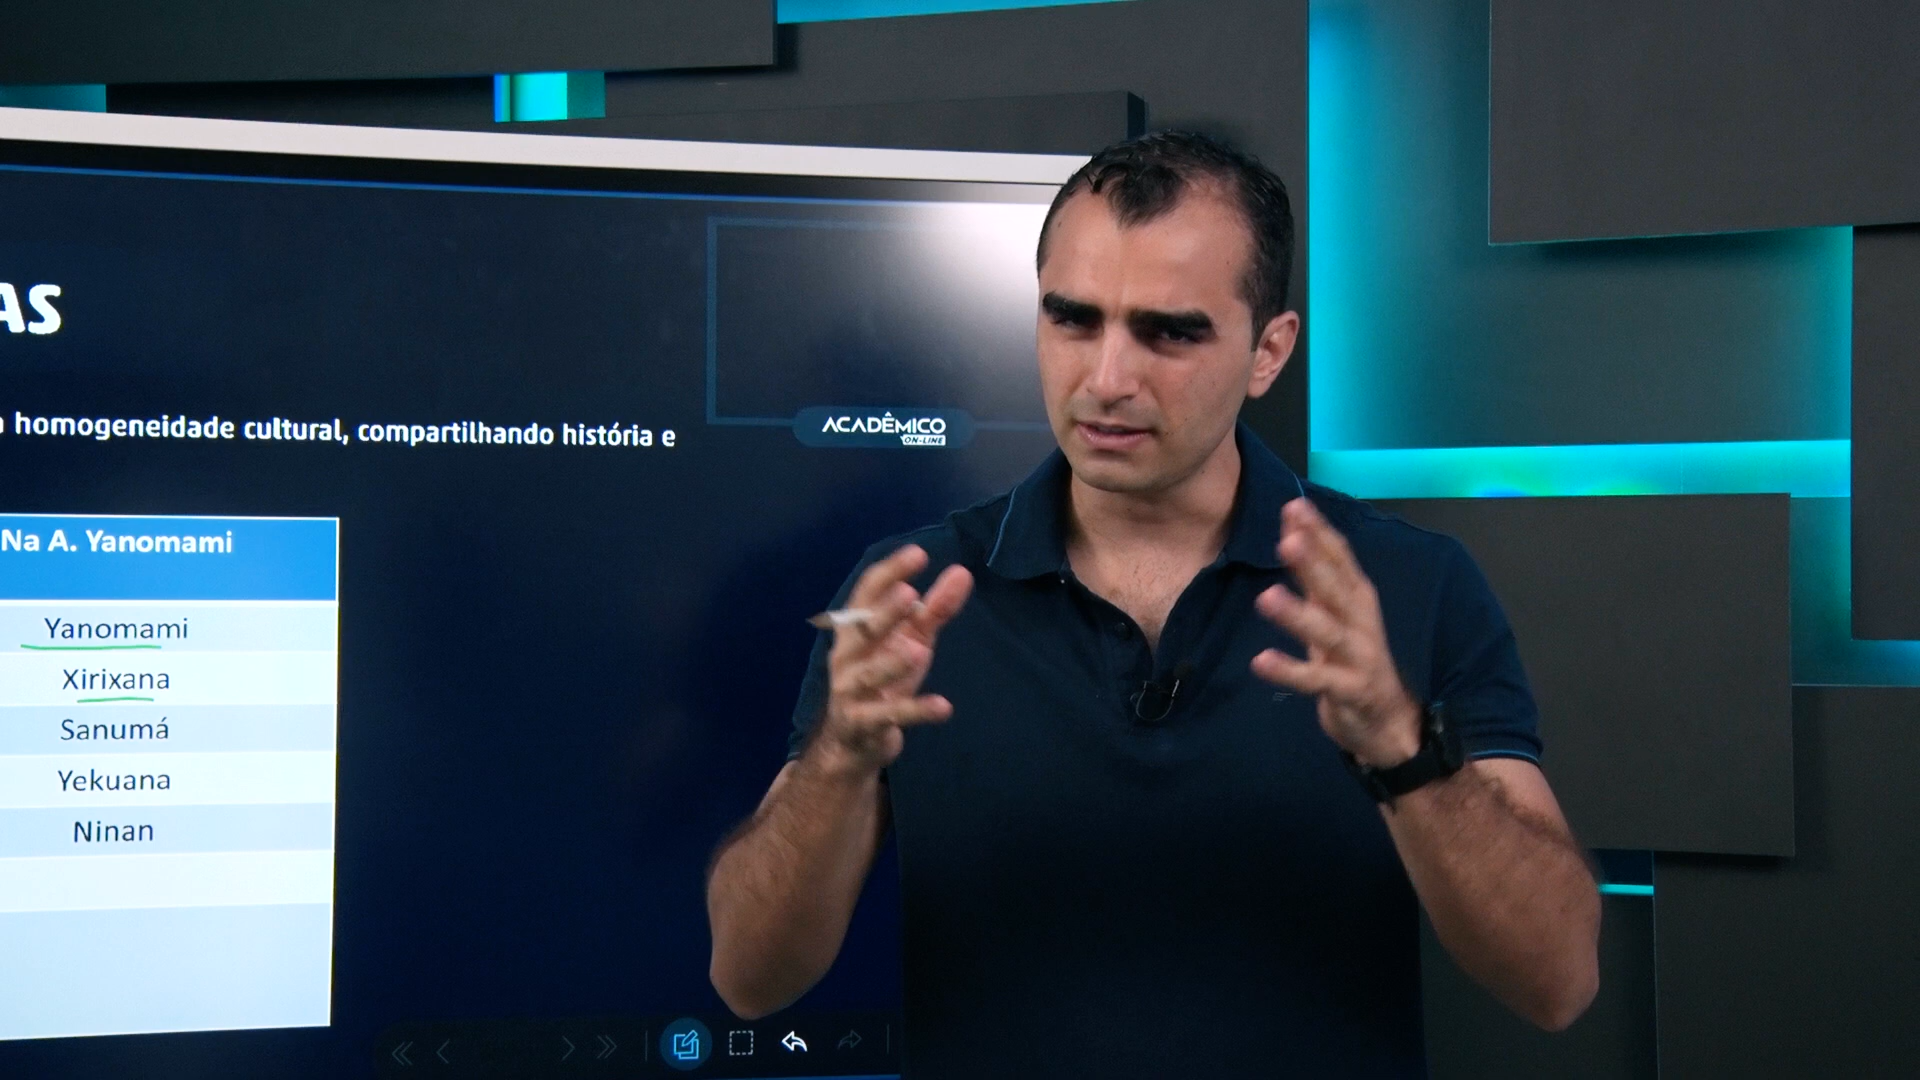 AS
homogeneidade cultural, compartilhando história e
ACADÊMICO
ON-LINE
Na A. Yanomami
Yanomami
Xirixana
Sanumá
Yekuana
Ninan